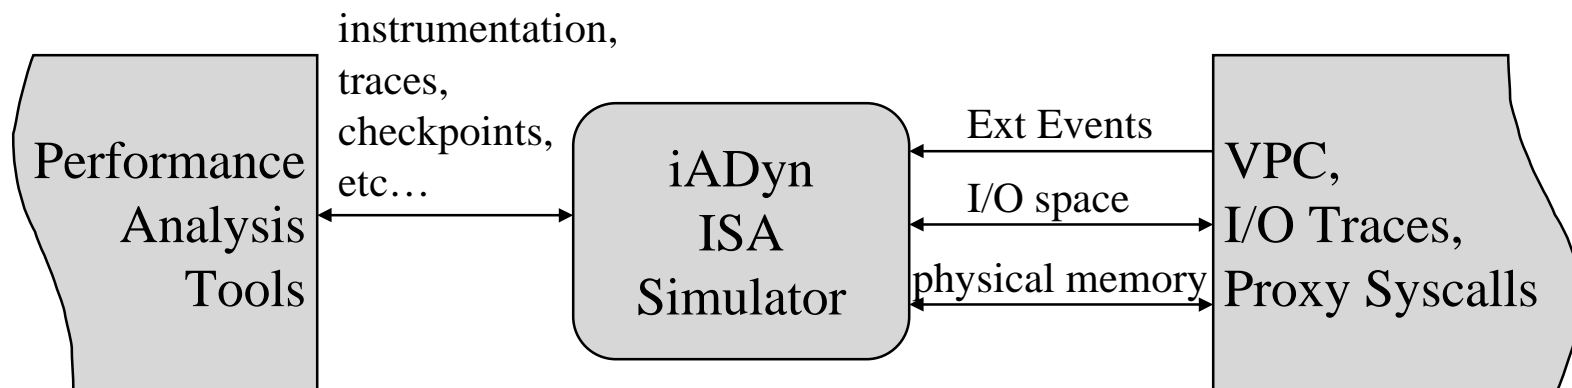 instrumentation,
traces,
checkpoints,
etc…
Performance
Analysis
Tools
iADyn
ISA
Simulator
Ext Events
I/O space
physical memory
VPC,
I/O Traces,
Proxy Syscalls